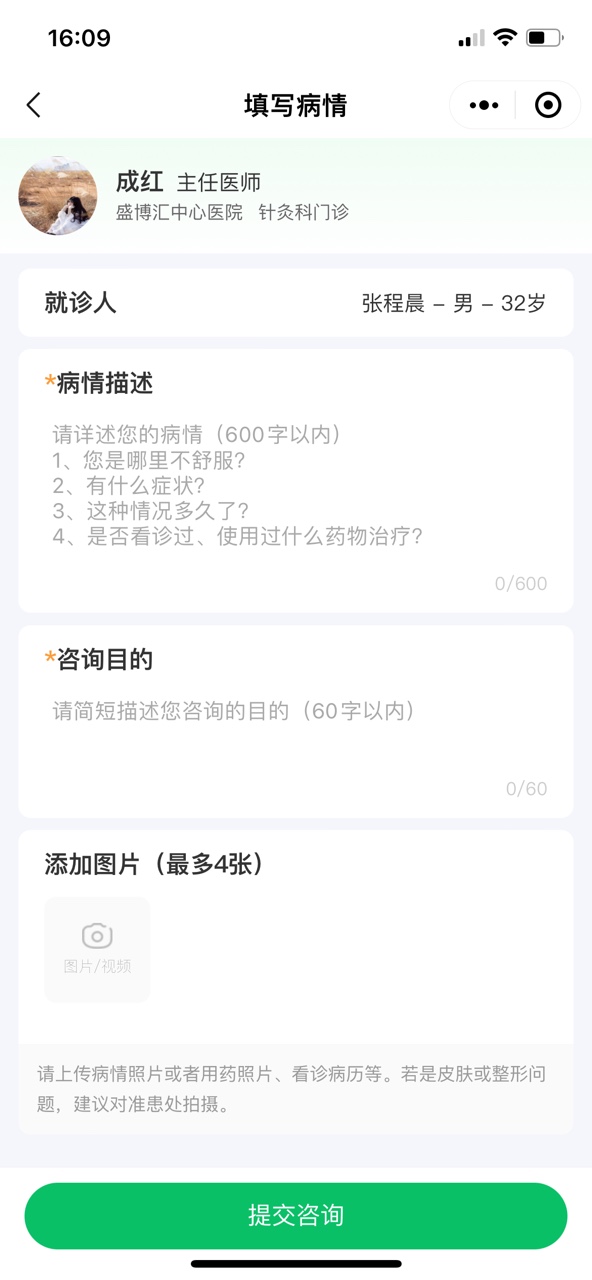 16:09
填写病情
成红 主任医师
盛博汇中心医院 针灸科门诊
就诊人 张程晨 – 男 – 32岁
*病情描述
请详述您的病情（600字以内）
1、您是哪里不舒服?
2、有什么症状?
3、这种情况多久了?
4、是否看诊过、使用过什么药物治疗?
0/600
*咨询目的
请简短描述您咨询的目的（60字以内）
0/60
添加图片（最多4张）
图片/视频
请上传病情照片或者用药照片、看诊病历等。若是皮肤或整形问
题，建议对准患处拍摄。
提交咨询